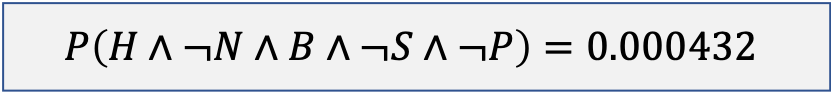 P(H ∧ ¬N ∧ B ∧ ¬S ∧ ¬P) = 0.000432